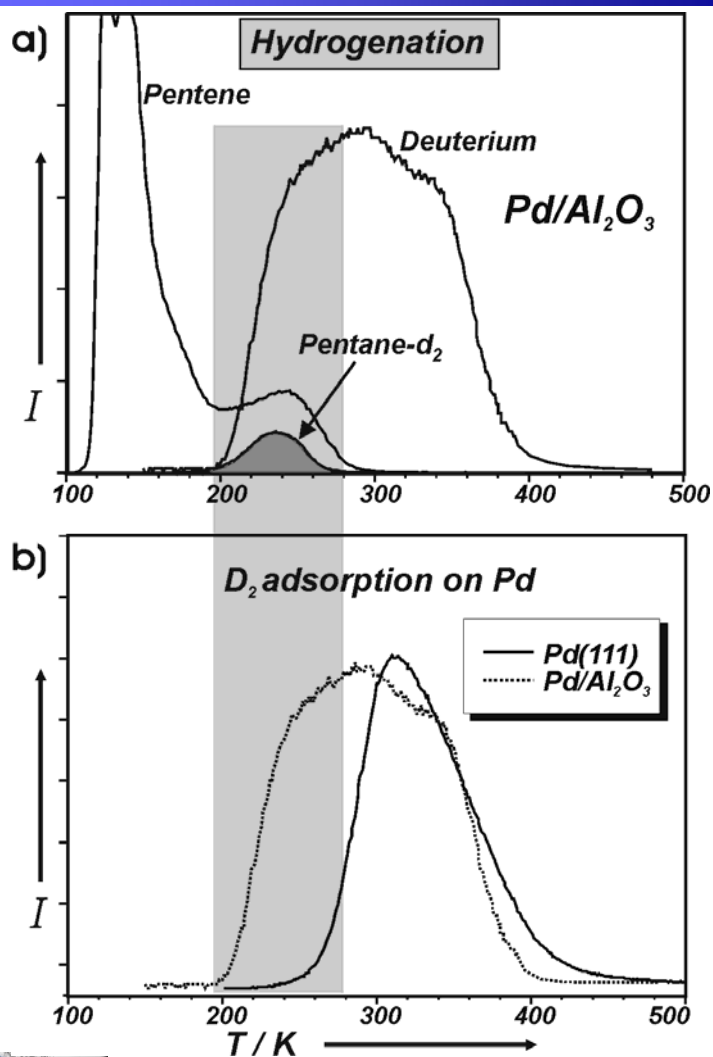 a)
Hydrogenation
Pentene
Deuterium
Pd/Al₂O₃
Pentane-d₂
I
100 200 300 400 500
b)
D₂ adsorption on Pd
Pd(111)
Pd/Al₂O₃
I
100 200 300 400 500
T / K